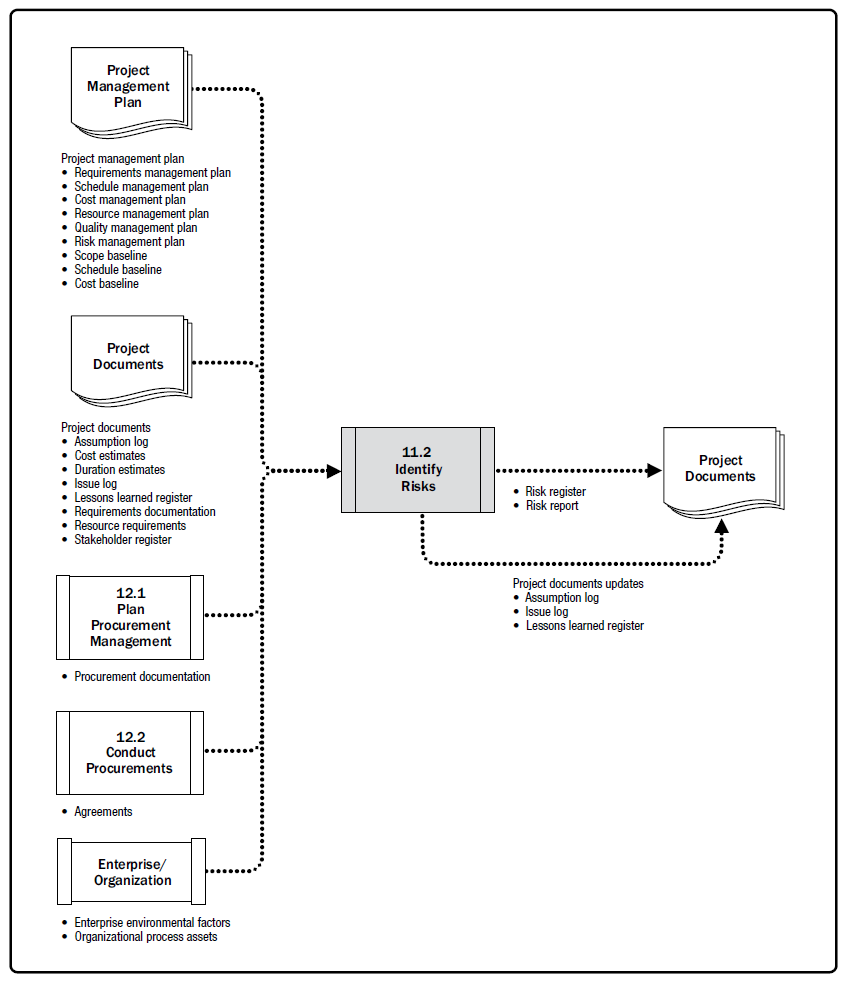 Project
Management
Plan
Project management plan
• Requirements management plan
• Schedule management plan
• Cost management plan
• Resource management plan
• Quality management plan
• Risk management plan
• Scope baseline
• Schedule baseline
• Cost baseline
Project
Documents
Project documents
• Assumption log
• Cost estimates
• Duration estimates
• Issue log
• Lessons learned register
• Requirements documentation
• Resource requirements
• Stakeholder register
12.1
Plan
Procurement
Management
• Procurement documentation
12.2
Conduct
Procurements
• Agreements
Enterprise/
Organization
• Enterprise environmental factors
• Organizational process assets
11.2
Identify
Risks
• Risk register
• Risk report
Project
Documents
Project documents updates
• Assumption log
• Issue log
• Lessons learned register